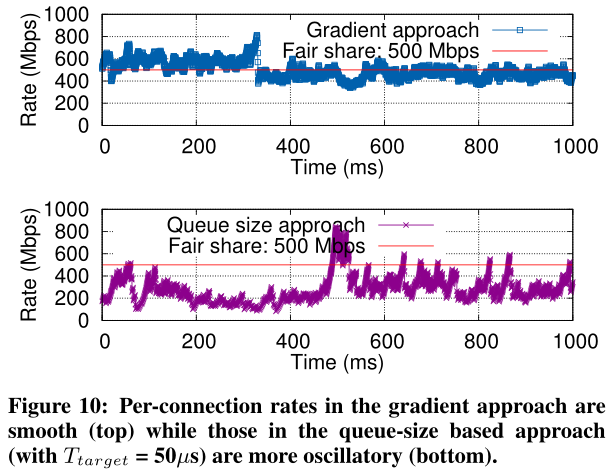 1000
800
600
400
200
0
Rate (Mbps)
Gradient approach
Fair share: 500 Mbps
0 200 400 600 800 1000
Time (ms)
1000
800
600
400
200
0
Rate (Mbps)
Queue size approach
Fair share: 500 Mbps
0 200 400 600 800 1000
Time (ms)
Figure 10: Per-connection rates in the gradient approach are
smooth (top) while those in the queue-size based approach
(with T_target = 50μs) are more oscillatory (bottom).